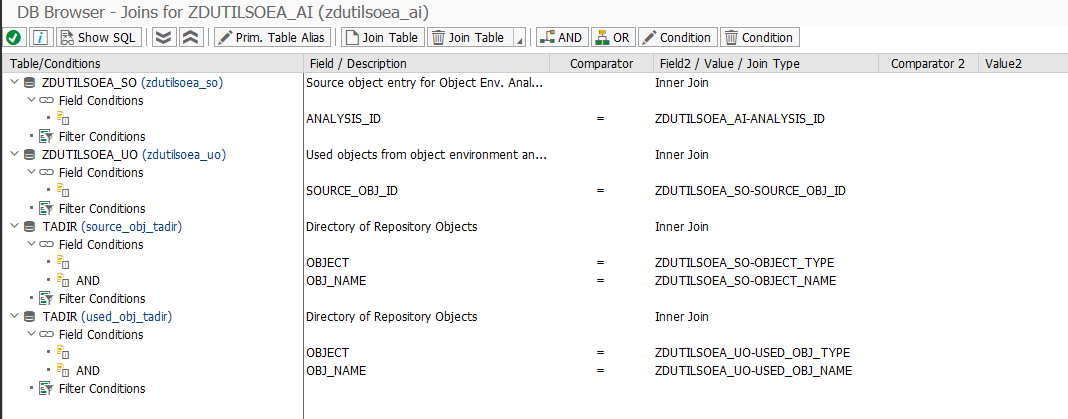 DB Browser - Joins for ZDUTILSOEA_AI (zdutilsoea_ai)
Show SQL Prim. Table Alias Join Table Join Table AND OR Condition Condition
Table/Conditions Field / Description Comparator Field2 / Value / Join Type Comparator 2 Value2
ZDUTILSOEA_SO (zdutilsoea_so) Source object entry for Object Env. Anal... Inner Join
Field Conditions
ANALYSIS_ID = ZDUTILSOEA_AI-ANALYSIS_ID
Filter Conditions
ZDUTILSOEA_UO (zdutilsoea_uo) Used objects from object environment an... Inner Join
Field Conditions
SOURCE_OBJ_ID = ZDUTILSOEA_SO-SOURCE_OBJ_ID
Filter Conditions
TADIR (source_obj_tadir) Directory of Repository Objects Inner Join
Field Conditions
OBJECT = ZDUTILSOEA_SO-OBJECT_TYPE
AND OBJ_NAME = ZDUTILSOEA_SO-OBJECT_NAME
Filter Conditions
TADIR (used_obj_tadir) Directory of Repository Objects Inner Join
Field Conditions
OBJECT = ZDUTILSOEA_UO-USED_OBJ_TYPE
AND OBJ_NAME = ZDUTILSOEA_UO-USED_OBJ_NAME
Filter Conditions